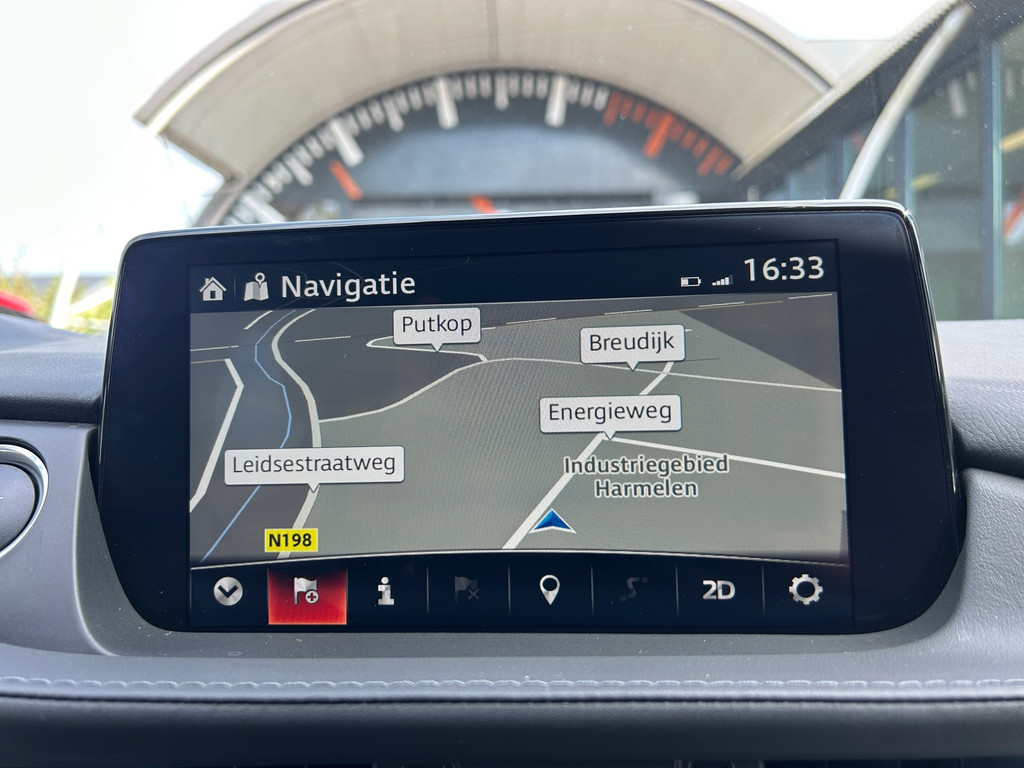 Navigatie
16:33
Putkop
Breudijk
Energieweg
Leidsestraatweg
Industriegebied
Harmelen
N198
2D